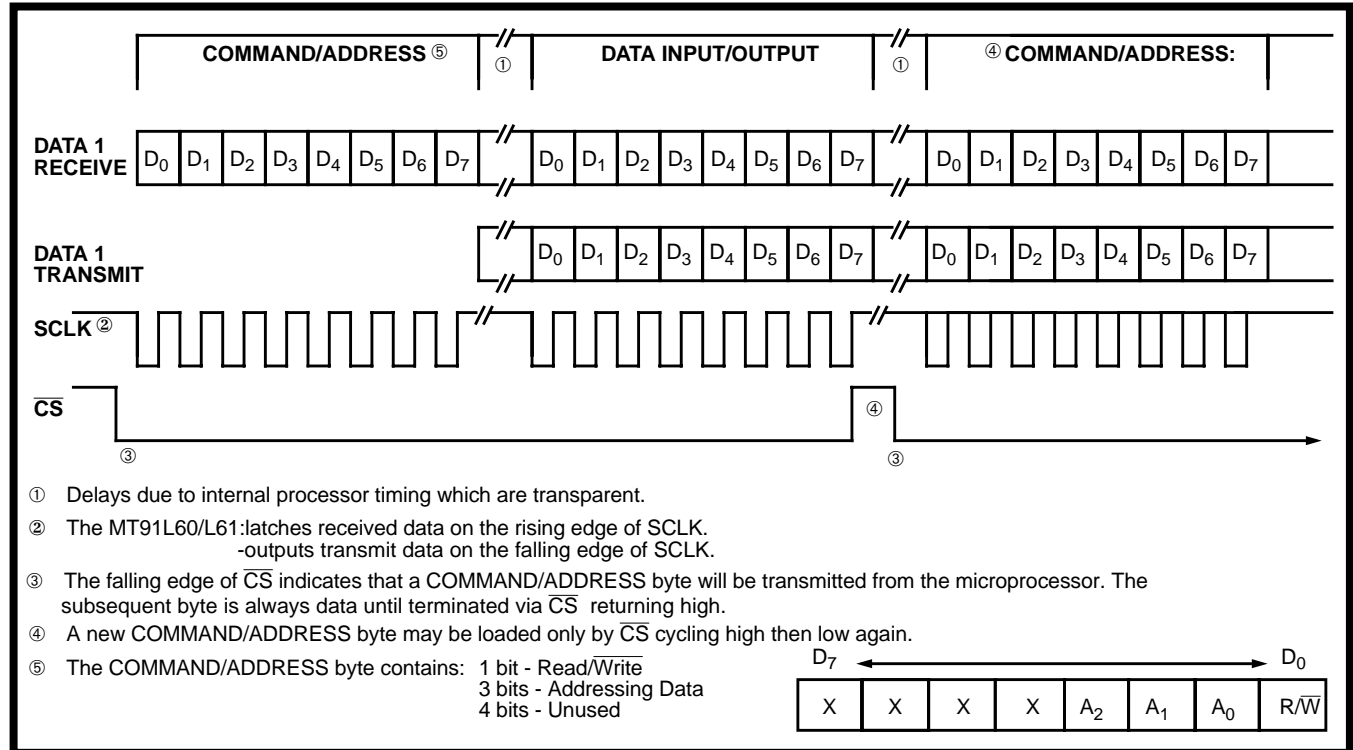 COMMAND/ADDRESS ⑤ ① DATA INPUT/OUTPUT ① ④ COMMAND/ADDRESS:
DATA 1
RECEIVE
D0 D1 D2 D3 D4 D5 D6 D7 D0 D1 D2 D3 D4 D5 D6 D7 D0 D1 D2 D3 D4 D5 D6 D7
DATA 1
TRANSMIT
D0 D1 D2 D3 D4 D5 D6 D7 D0 D1 D2 D3 D4 D5 D6 D7
SCLK ②
C̅S̅ ④
③ ③
① Delays due to internal processor timing which are transparent.
② The MT91L60/L61:latches received data on the rising edge of SCLK.
-outputs transmit data on the falling edge of SCLK.
③ The falling edge of C̅S̅ indicates that a COMMAND/ADDRESS byte will be transmitted from the microprocessor. The
subsequent byte is always data until terminated via C̅S̅ returning high.
④ A new COMMAND/ADDRESS byte may be loaded only by C̅S̅ cycling high then low again.
⑤ The COMMAND/ADDRESS byte contains: 1 bit - Read/W̅r̅i̅t̅e̅
3 bits - Addressing Data
4 bits - Unused
D7 D0
X X X X A2 A1 A0 R/W̅